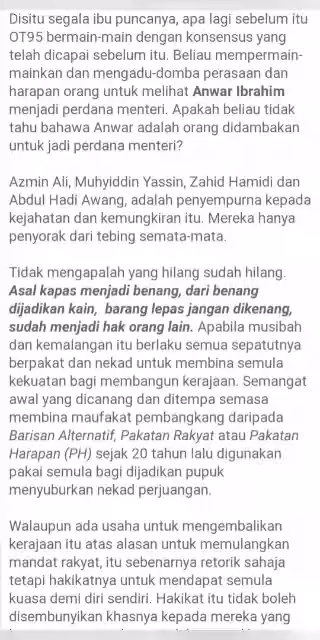 Disitu segala ibu puncanya, apa lagi sebelum itu
OT95 bermain-main dengan konsensus yang
telah dicapai sebelum itu. Beliau mempermain-
mainkan dan mengadu-domba perasaan dan
harapan orang untuk melihat Anwar Ibrahim
menjadi perdana menteri. Apakah beliau tidak
tahu bahawa Anwar adalah orang didambakan
untuk jadi perdana menteri?
Azmin Ali, Muhyiddin Yassin, Zahid Hamidi dan
Abdul Hadi Awang, adalah penyempurna kepada
kejahatan dan kemungkiran itu. Mereka hanya
penyorak dari tebing semata-mata.
Tidak mengapalah yang hilang sudah hilang.
Asal kapas menjadi benang, dari benang
dijadikan kain, barang lepas jangan dikenang,
sudah menjadi hak orang lain. Apabila musibah
dan kemalangan itu berlaku semua sepatutnya
berpakat dan nekad untuk membina semula
kekuatan bagi membangun kerajaan. Semangat
awal yang dicanang dan ditempa semasa
membina maufakat pembangkang daripada
Barisan Alternatif, Pakatan Rakyat atau Pakatan
Harapan (PH) sejak 20 tahun lalu digunakan
pakai semula bagi dijadikan pupuk
menyuburkan nekad perjuangan.
Walaupun ada usaha untuk mengembalikan
kerajaan itu atas alasan untuk memulangkan
mandat rakyat, itu sebenarnya retorik sahaja
tetapi hakikatnya untuk mendapat semula
kuasa demi diri sendiri. Hakikat itu tidak boleh
disembunyikan khasnya kepada mereka yang